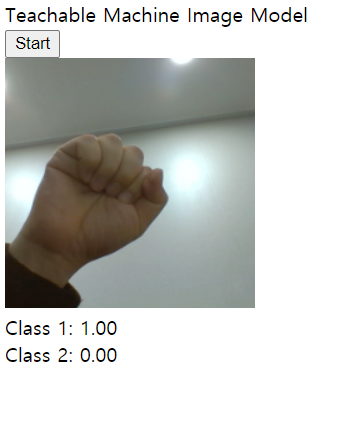 Teachable Machine Image Model
Start
Class 1: 1.00
Class 2: 0.00